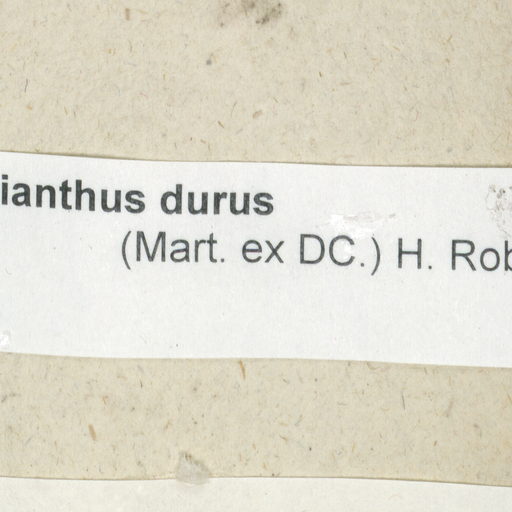 ianthus durus
(Mart. ex DC.) H. Rob